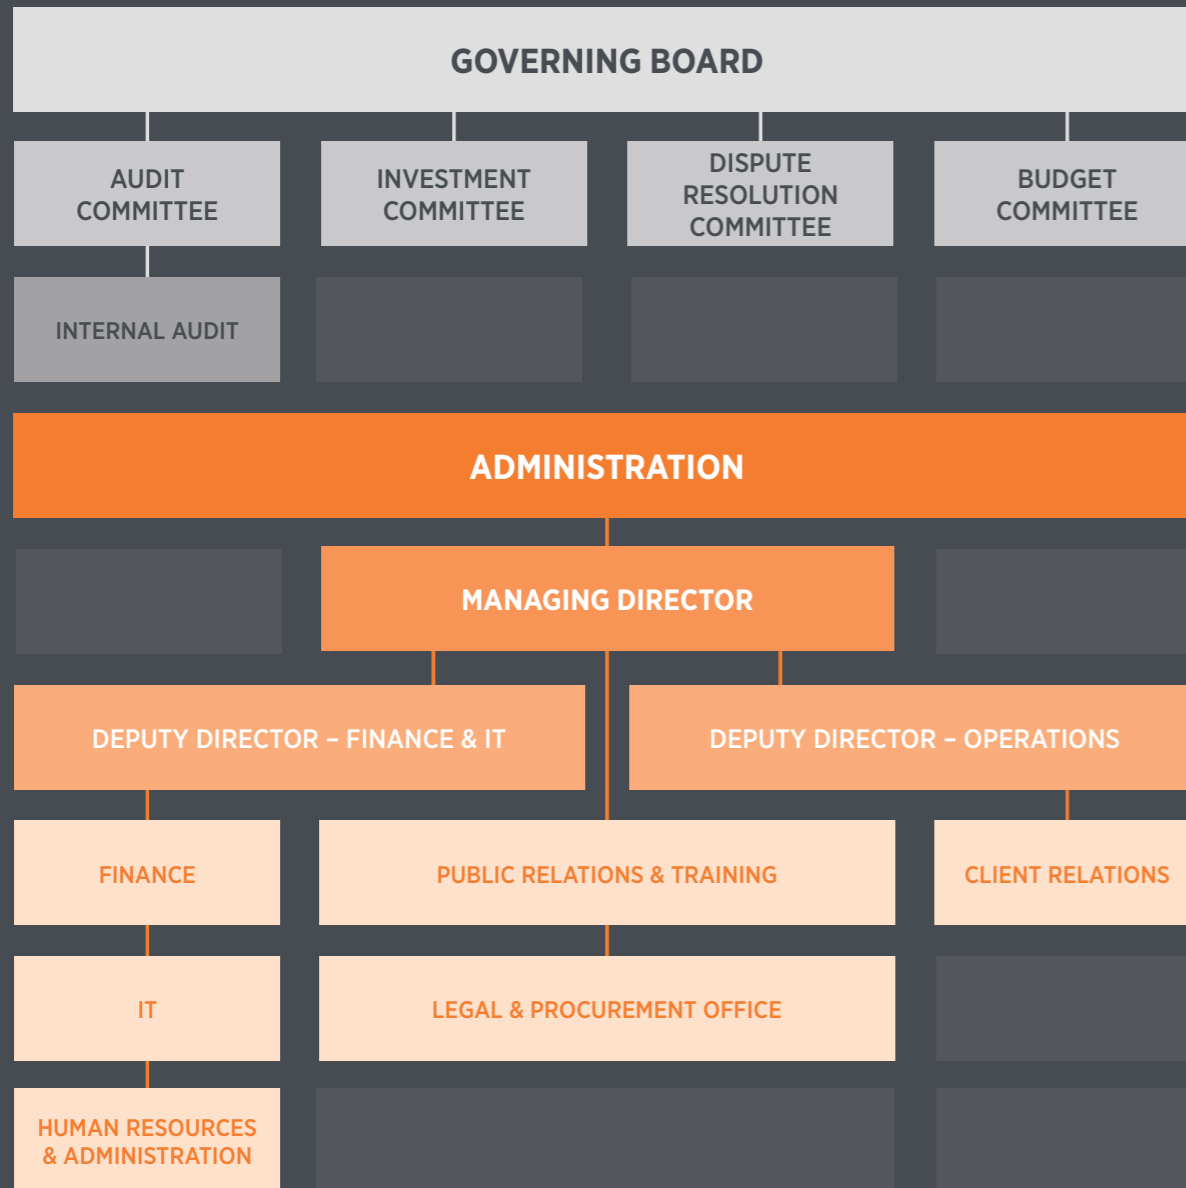 GOVERNING BOARD
AUDIT
COMMITTEE
INVESTMENT
COMMITTEE
DISPUTE
RESOLUTION
COMMITTEE
BUDGET
COMMITTEE
INTERNAL AUDIT
ADMINISTRATION
MANAGING DIRECTOR
DEPUTY DIRECTOR – FINANCE & IT
DEPUTY DIRECTOR – OPERATIONS
FINANCE
PUBLIC RELATIONS & TRAINING
CLIENT RELATIONS
IT
LEGAL & PROCUREMENT OFFICE
HUMAN RESOURCES
& ADMINISTRATION